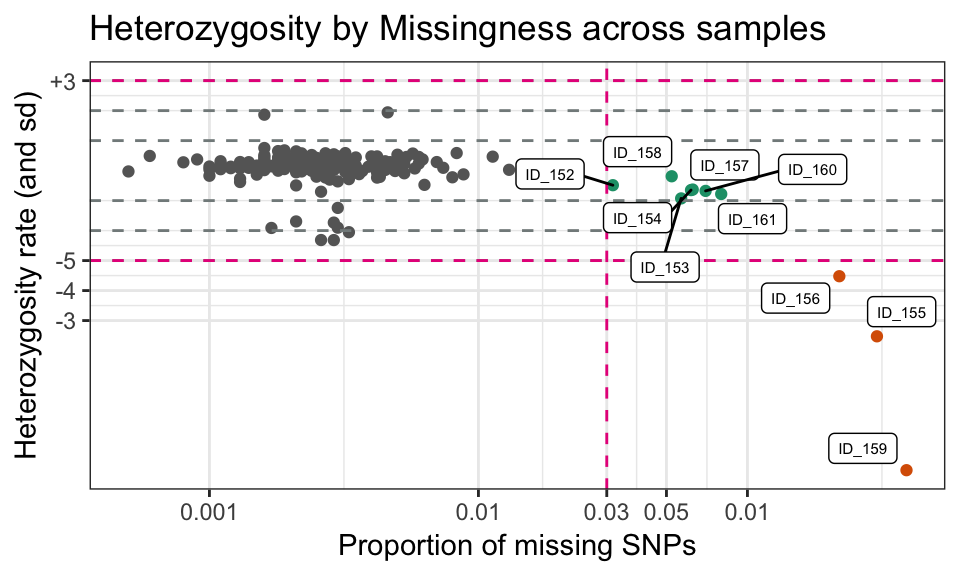 Heterozygosity by Missingness across samples
Heterozygosity rate (and sd)
+3
-5
-4
-3
ID_158
ID_152
ID_157
ID_160
ID_154
ID_161
ID_153
ID_156
ID_155
ID_159
0.001
0.01
0.03
0.05
0.01
Proportion of missing SNPs